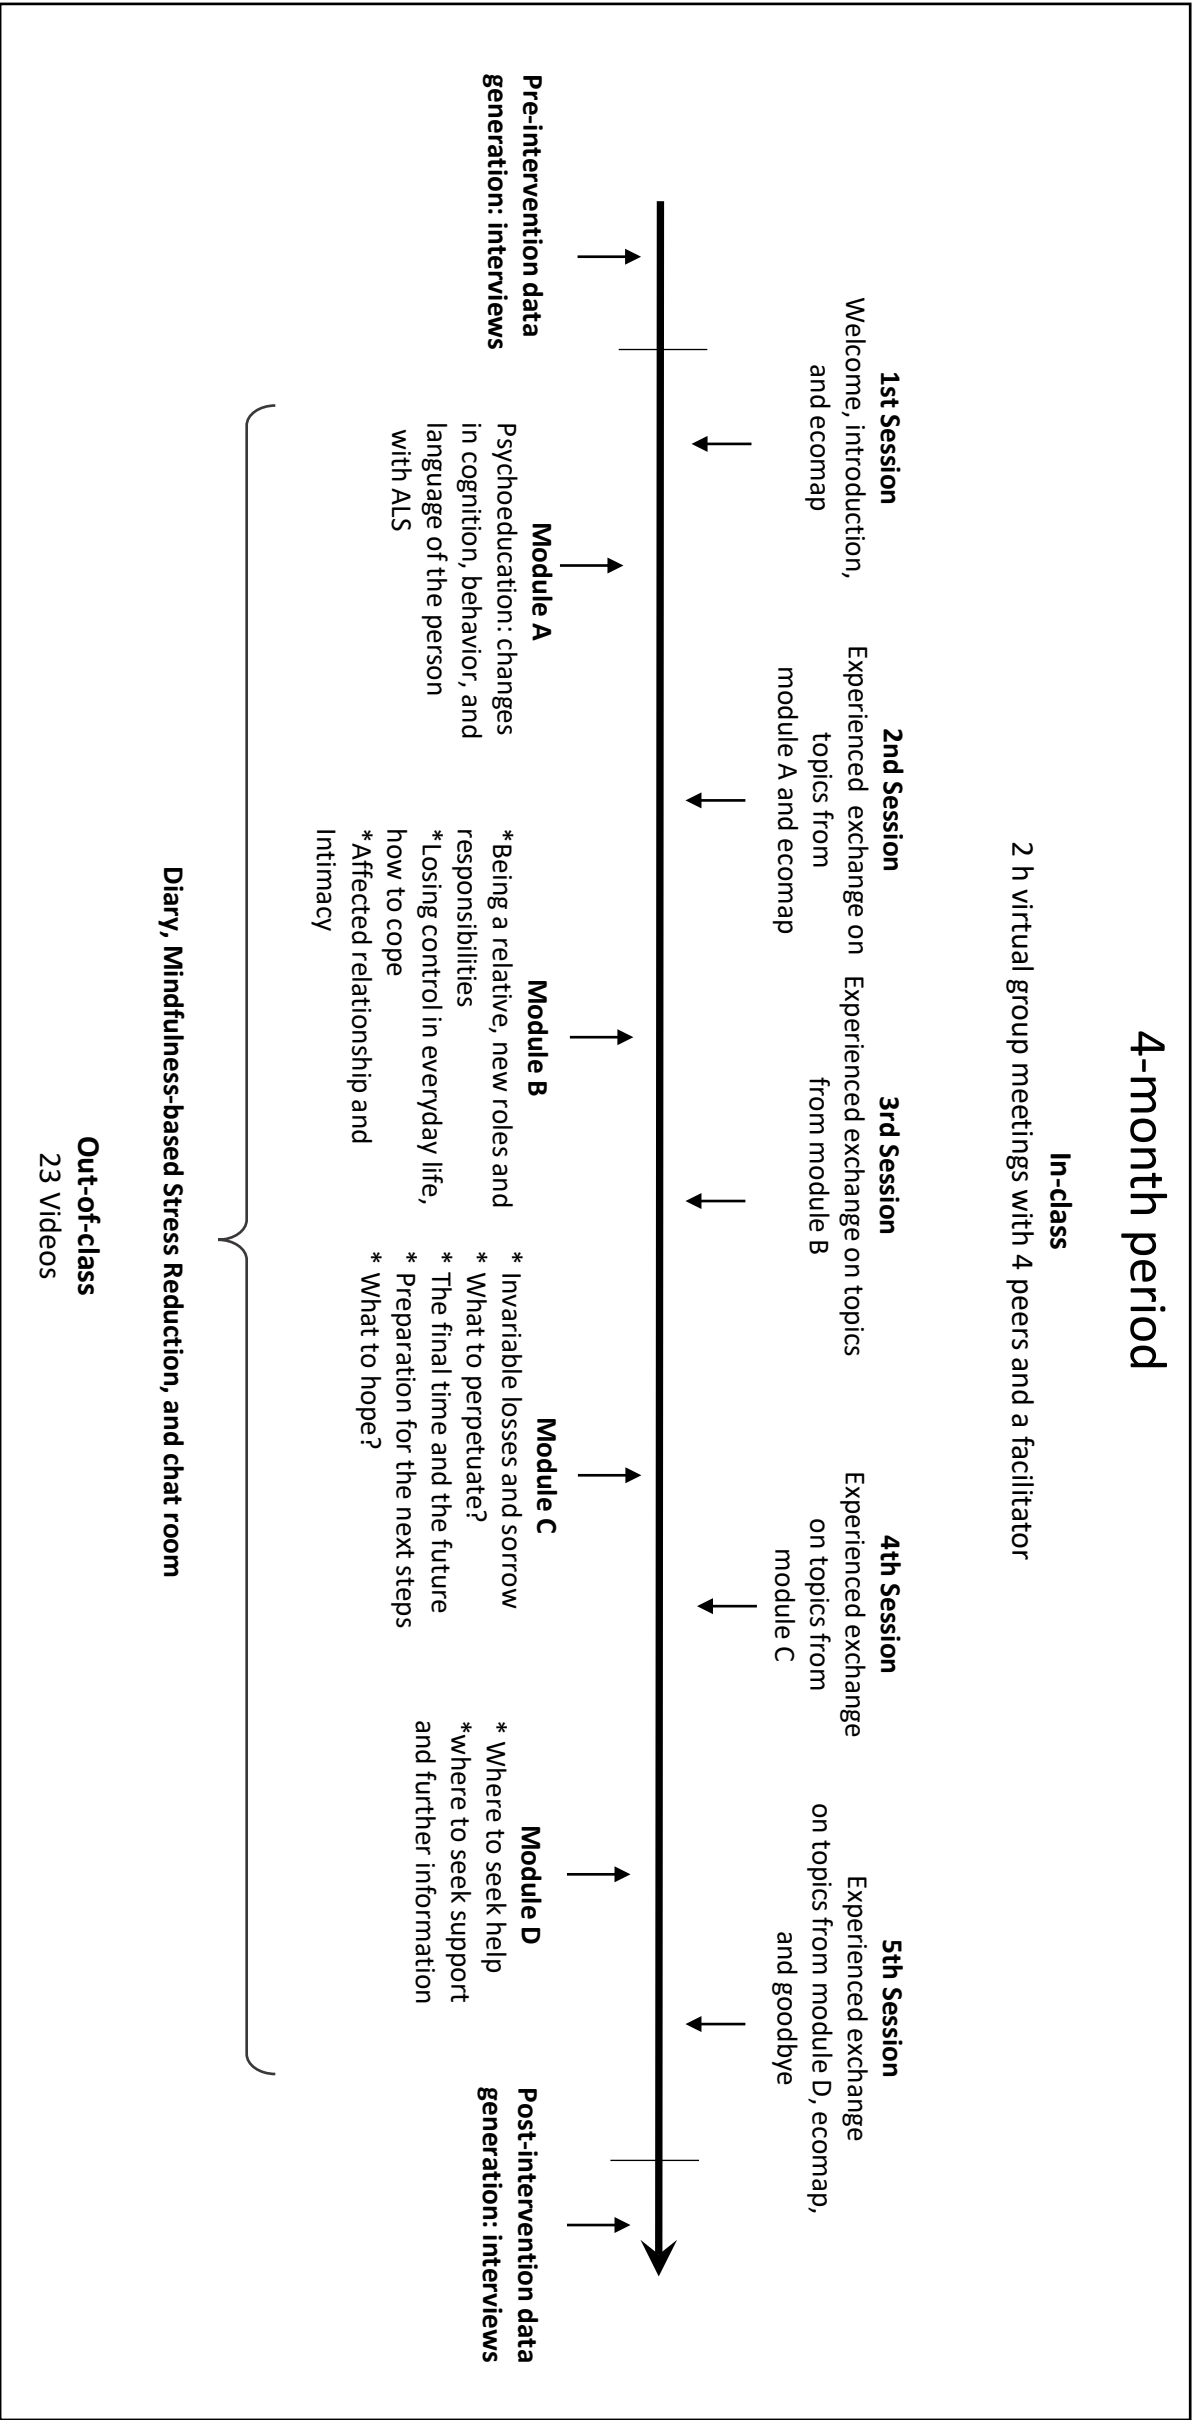 4-month period
In-class
2 h virtual group meetings with 4 peers and a facilitator
1st Session
Welcome, introduction,
and ecomap
2nd Session
Experienced exchange on
topics from
module A and ecomap
3rd Session
Experienced exchange on topics
from module B
4th Session
Experienced exchange
on topics from
module C
5th Session
Experienced exchange
on topics from module D, ecomap,
and goodbye
Pre-intervention data
generation: interviews
Module A
Psychoeducation: changes
in cognition, behavior, and
language of the person
with ALS
Module B
*Being a relative, new roles and
responsibilities
*Losing control in everyday life,
how to cope
*Affected relationship and
Intimacy
Module C
* Invariable losses and sorrow
* What to perpetuate?
* The final time and the future
* Preparation for the next steps
* What to hope?
Module D
* Where to seek help
*where to seek support
and further information
Post-intervention data
generation: interviews
Diary, Mindfulness-based Stress Reduction, and chat room
Out-of-class
23 Videos